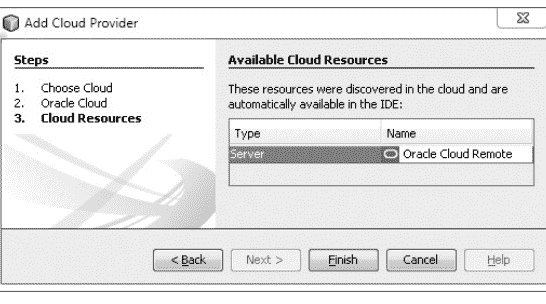 Add Cloud Provider
Steps
1. Choose Cloud
2. Oracle Cloud
3. Cloud Resources
Available Cloud Resources
These resources were discovered in the cloud and are
automatically available in the IDE:
Type Name
Server Oracle Cloud Remote
< Back Next > Finish Cancel Help